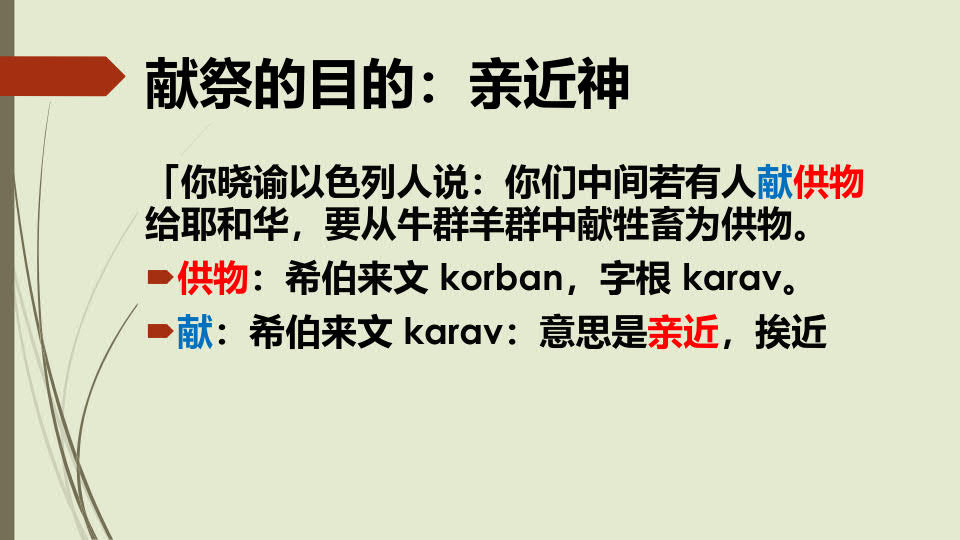 献祭的目的：亲近神
「你晓谕以色列人说：你们中间若有人献供物
给耶和华，要从牛群羊群中献牲畜为供物。
供物：希伯来文 korban，字根 karav。
献：希伯来文 karav：意思是亲近，挨近